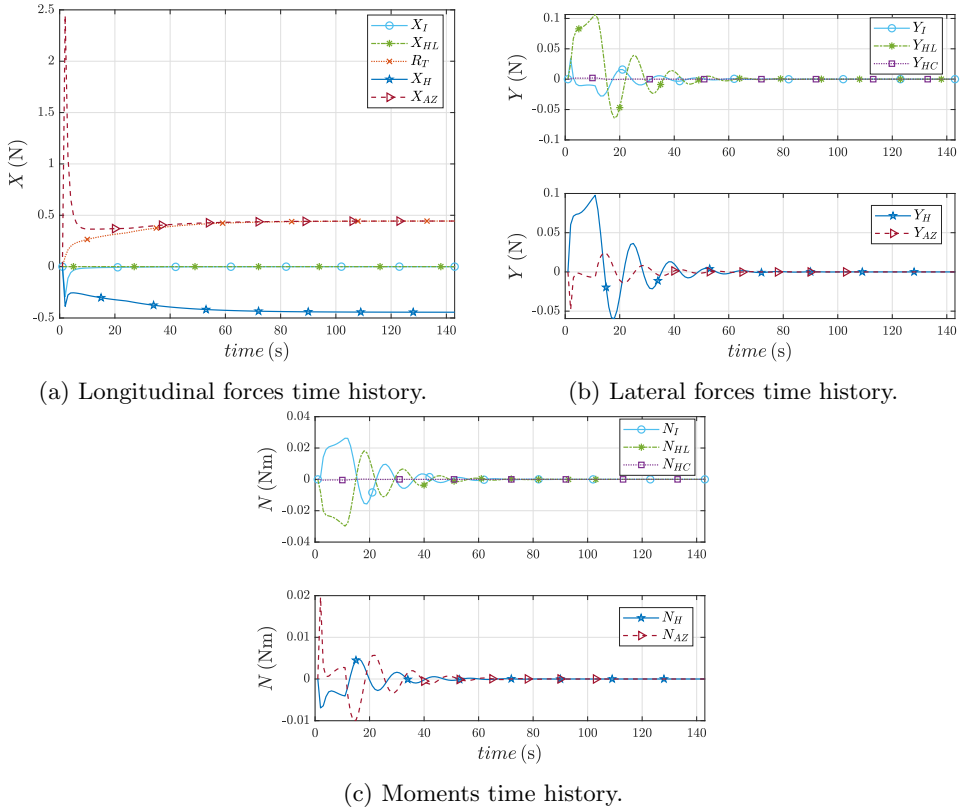 2.5
2
1.5
1
0.5
0
-0.5
X (N)
X_I
X_HL
R_T
X_H
X_AZ
0 20 40 60 80 100 120 140
time (s)
(a) Longitudinal forces time history.
0.1
0.05
0
-0.05
0.1
Y (N)
Y_I
Y_HL
Y_HC
0 20 40 60 80 100 120 140
0.1
0.05
0
-0.05
Y (N)
Y_H
Y_AZ
0 20 40 60 80 100 120 140
time (s)
(b) Lateral forces time history.
0.04
0.02
0
-0.02
-0.04
N (Nm)
N_I
N_HL
N_HC
0 20 40 60 80 100 120 140
0.02
0.01
0
-0.01
N (Nm)
N_H
N_AZ
0 20 40 60 80 100 120 140
time (s)
(c) Moments time history.